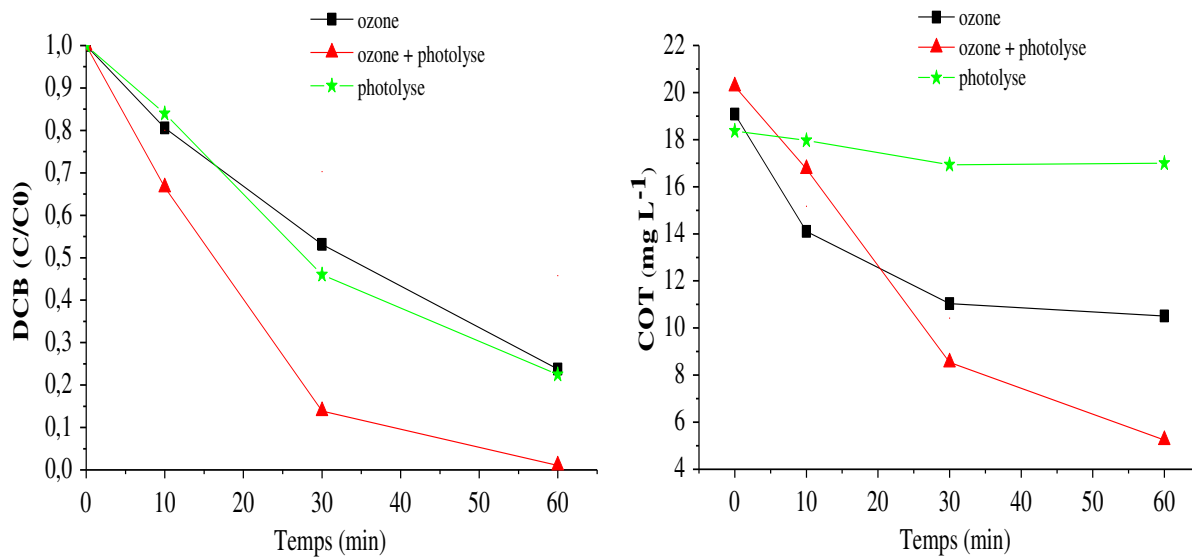 ozone
ozone + photolyse
photolyse
1,0
0,9
0,8
0,7
0,6
0,5
0,4
0,3
0,2
0,1
0,0
DCB (C/C0)
0 10 20 30 40 50 60
Temps (min)
ozone
ozone + photolyse
photolyse
22
20
18
16
14
12
10
8
6
4
COT (mg L-1)
0 10 20 30 40 50 60
Temps (min)